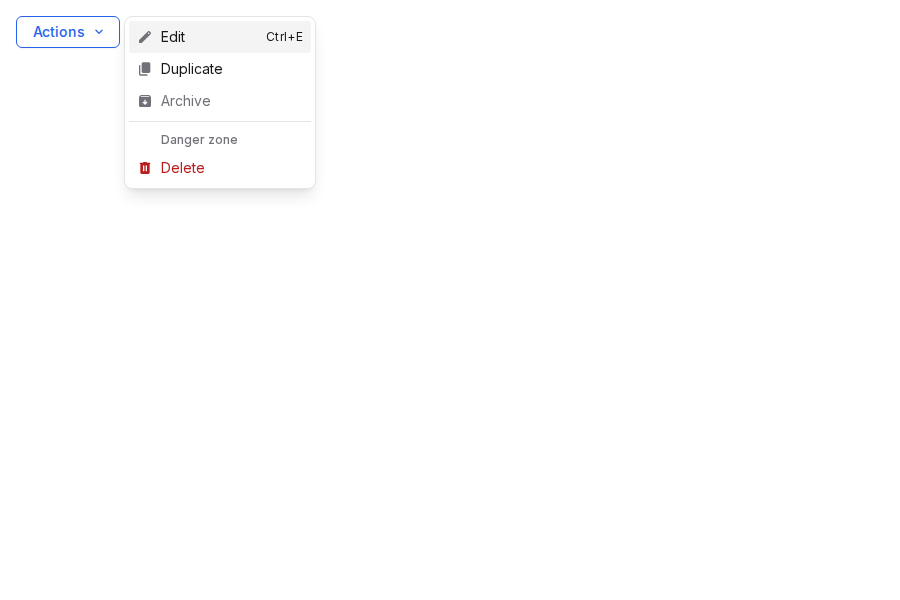 Actions
Edit Ctrl+E
Duplicate
Archive
Danger zone
Delete